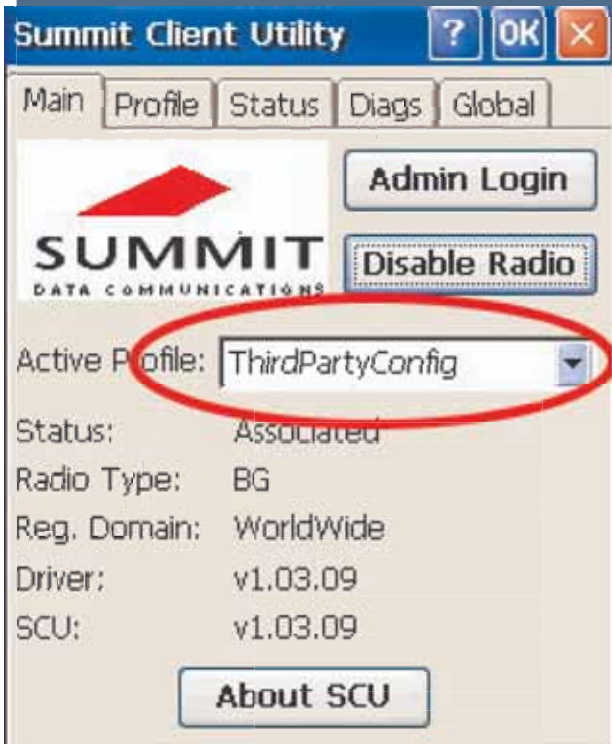 Summit Client Utility ? OK ×
Main Profile Status Diags Global
Admin Login
SUMMIT
DATA COMMUNICATIONS
Disable Radio
Active Profile: ThirdPartyConfig
Status: Associated
Radio Type: BG
Reg. Domain: WorldWide
Driver: v1.03.09
SCU: v1.03.09
About SCU